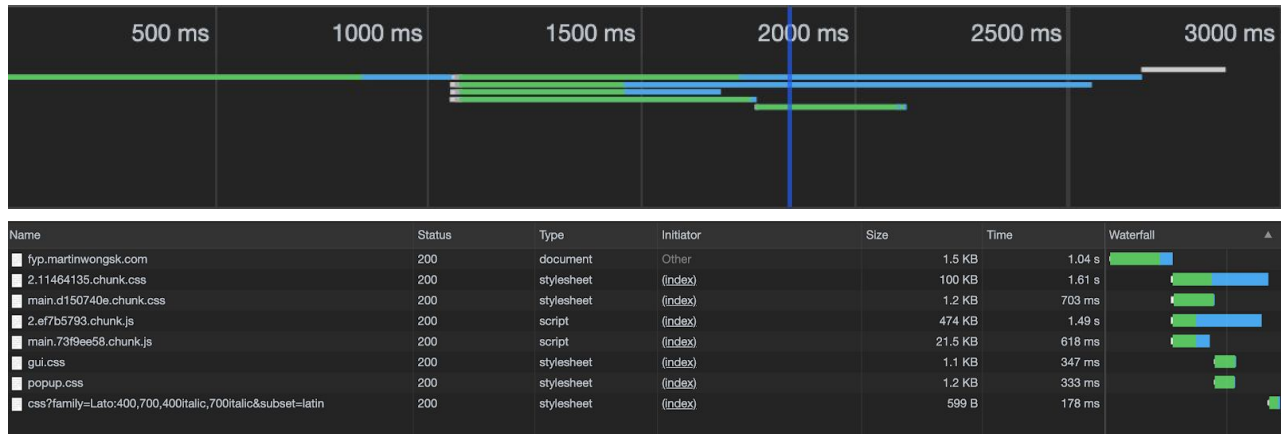 500 ms 1000 ms 1500 ms 2000 ms 2500 ms 3000 ms
Name Status Type Initiator Size Time Waterfall
fyp.martinwongsk.com 200 document Other 1.5 KB 1.04 s
2.11464135.chunk.css 200 stylesheet (index) 100 KB 1.61 s
main.d150740e.chunk.css 200 stylesheet (index) 1.2 KB 703 ms
2.ef7b5793.chunk.js 200 script (index) 474 KB 1.49 s
main.73f9ee58.chunk.js 200 script (index) 21.5 KB 618 ms
gui.css 200 stylesheet (index) 1.1 KB 347 ms
popup.css 200 stylesheet (index) 1.2 KB 333 ms
css?family=Lato:400,700,400italic,700italic&subset=latin 200 stylesheet (index) 599 B 178 ms